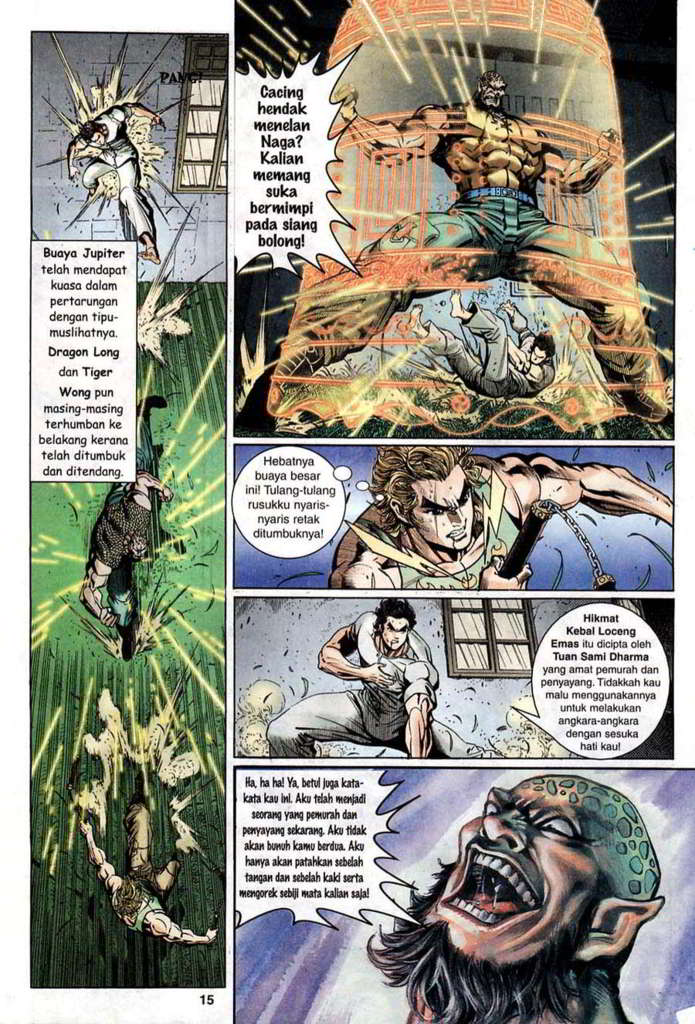 PANG!
Buaya Jupiter
telah mendapat
kuasa dalam
pertarungan
dengan tipu-
muslihatnya.
Dragon Long
dan Tiger
Wong pun
masing-masing
terhumban ke
belakang kerana
telah ditumbuk
dan ditendang.
Cacing
hendak
menelan
Naga?
Kalian
memang
suka
bermimpi
pada siang
bolong!
Hebatnya
buaya besar
ini! Tulang-tulang
rusukku nyaris-
nyaris retak
ditumbuknya!
Hikmat
Kebal Loceng
Emas itu dicipta oleh
Tuan Sami Dharma
yang amat pemurah dan
penyayang. Tidakkah kau
malu menggunakannya
untuk melakukan
angkara-angkara
dengan sesuka
hati kau!
Ha, ha, ha! Ya, betul juga kata-
kata kau ini. Aku telah menjadi
seorang yang pemurah dan
penyayang sekarang. Aku tidak
akan bunuh kamu berdua. Aku
hanya akan patahkan sebelah
tangan dan sebelah kaki serta
mengorek sebiji mata kalian saja!
15